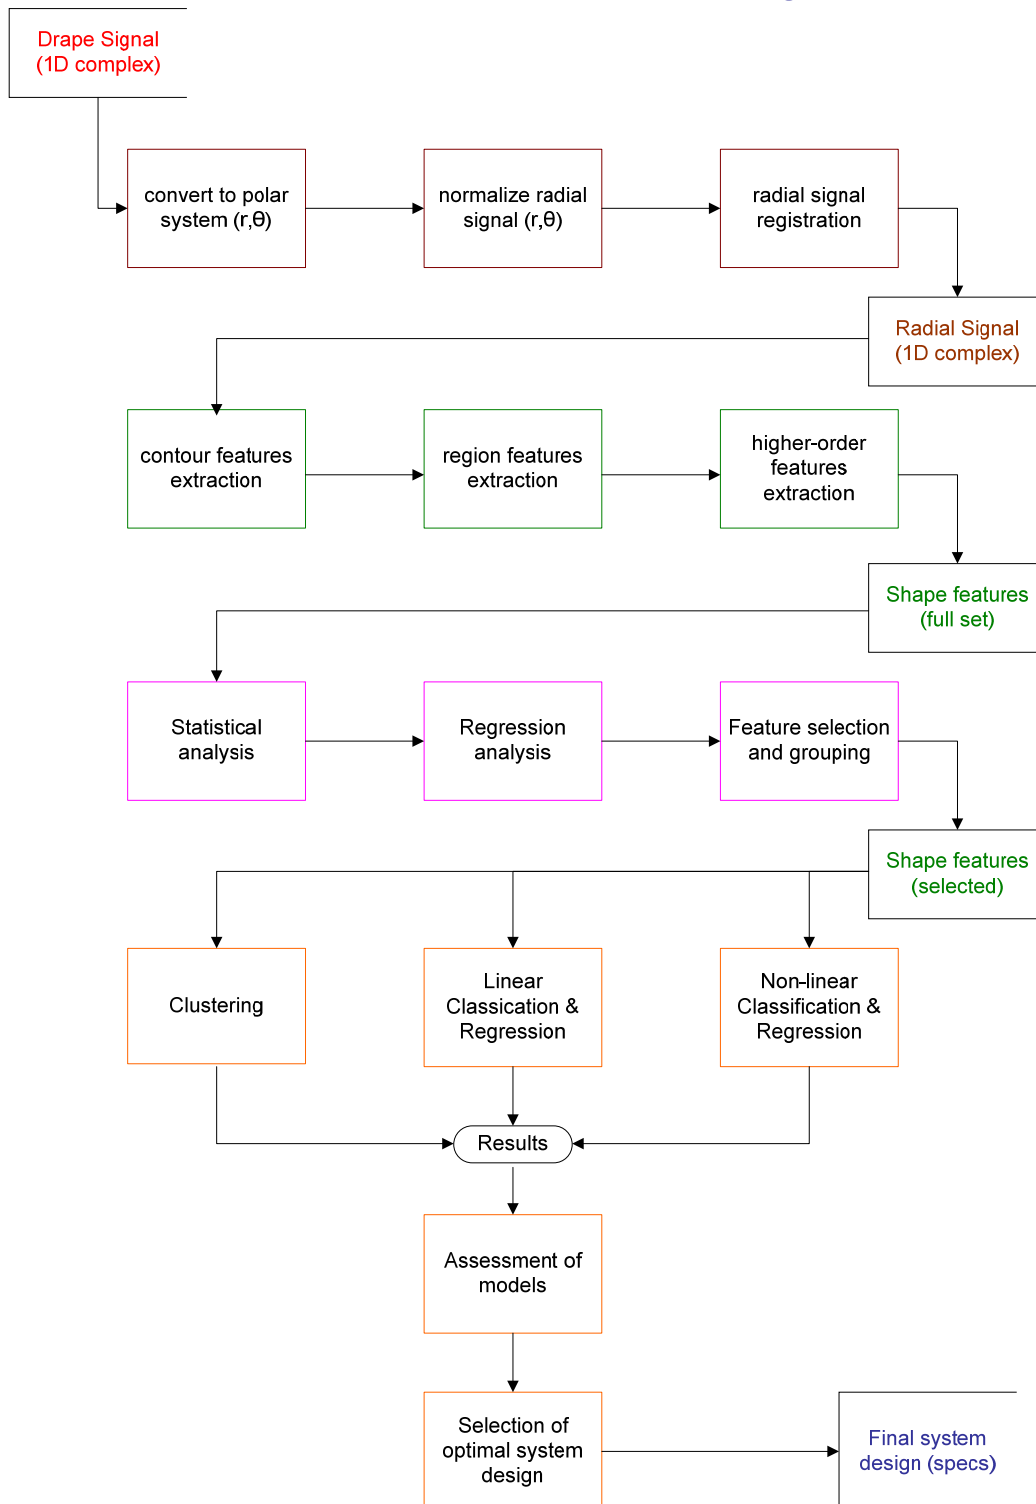 Drape Signal
(1D complex)
convert to polar
system (r,θ)
normalize radial
signal (r,θ)
radial signal
registration
Radial Signal
(1D complex)
contour features
extraction
region features
extraction
higher-order
features
extraction
Shape features
(full set)
Statistical
analysis
Regression
analysis
Feature selection
and grouping
Shape features
(selected)
Clustering
Linear
Classication &
Regression
Non-linear
Classification &
Regression
Results
Assessment of
models
Selection of
optimal system
design
Final system
design (specs)